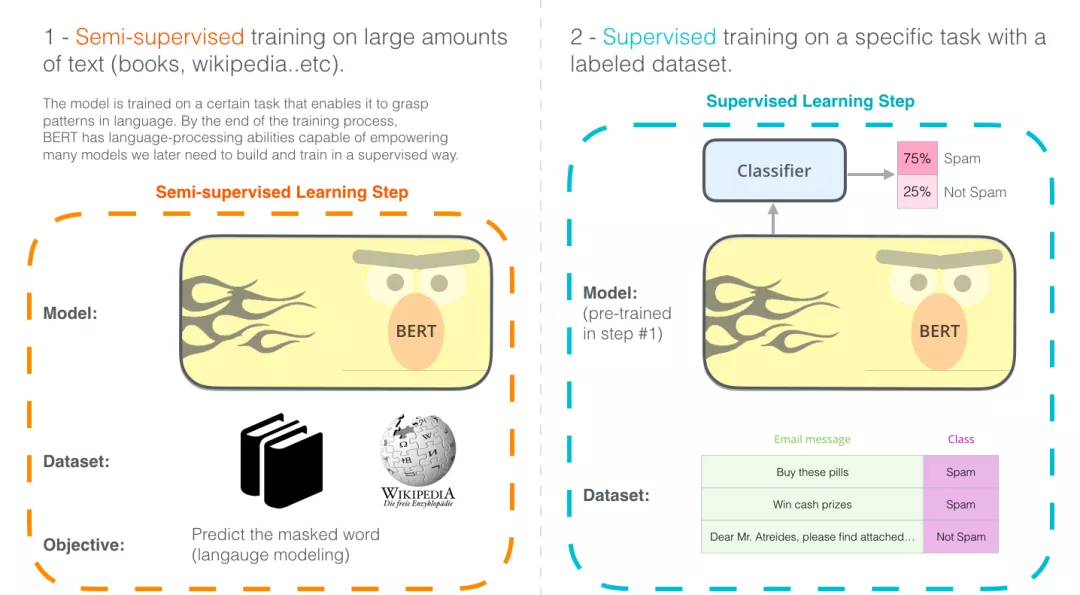 1 - Semi-supervised training on large amounts
of text (books, wikipedia..etc).
The model is trained on a certain task that enables it to grasp
patterns in language. By the end of the training process,
BERT has language-processing abilities capable of empowering
many models we later need to build and train in a supervised way.
Semi-supervised Learning Step
Model:
BERT
Dataset:
WIKIPEDIA
Die freie Enzyklopädie
Objective:
Predict the masked word
(langauge modeling)
2 - Supervised training on a specific task with a
labeled dataset.
Supervised Learning Step
Classifier
75% Spam
25% Not Spam
Model:
(pre-trained
in step #1)
BERT
Dataset:
Email message Class
Buy these pills Spam
Win cash prizes Spam
Dear Mr. Atreides, please find attached... Not Spam